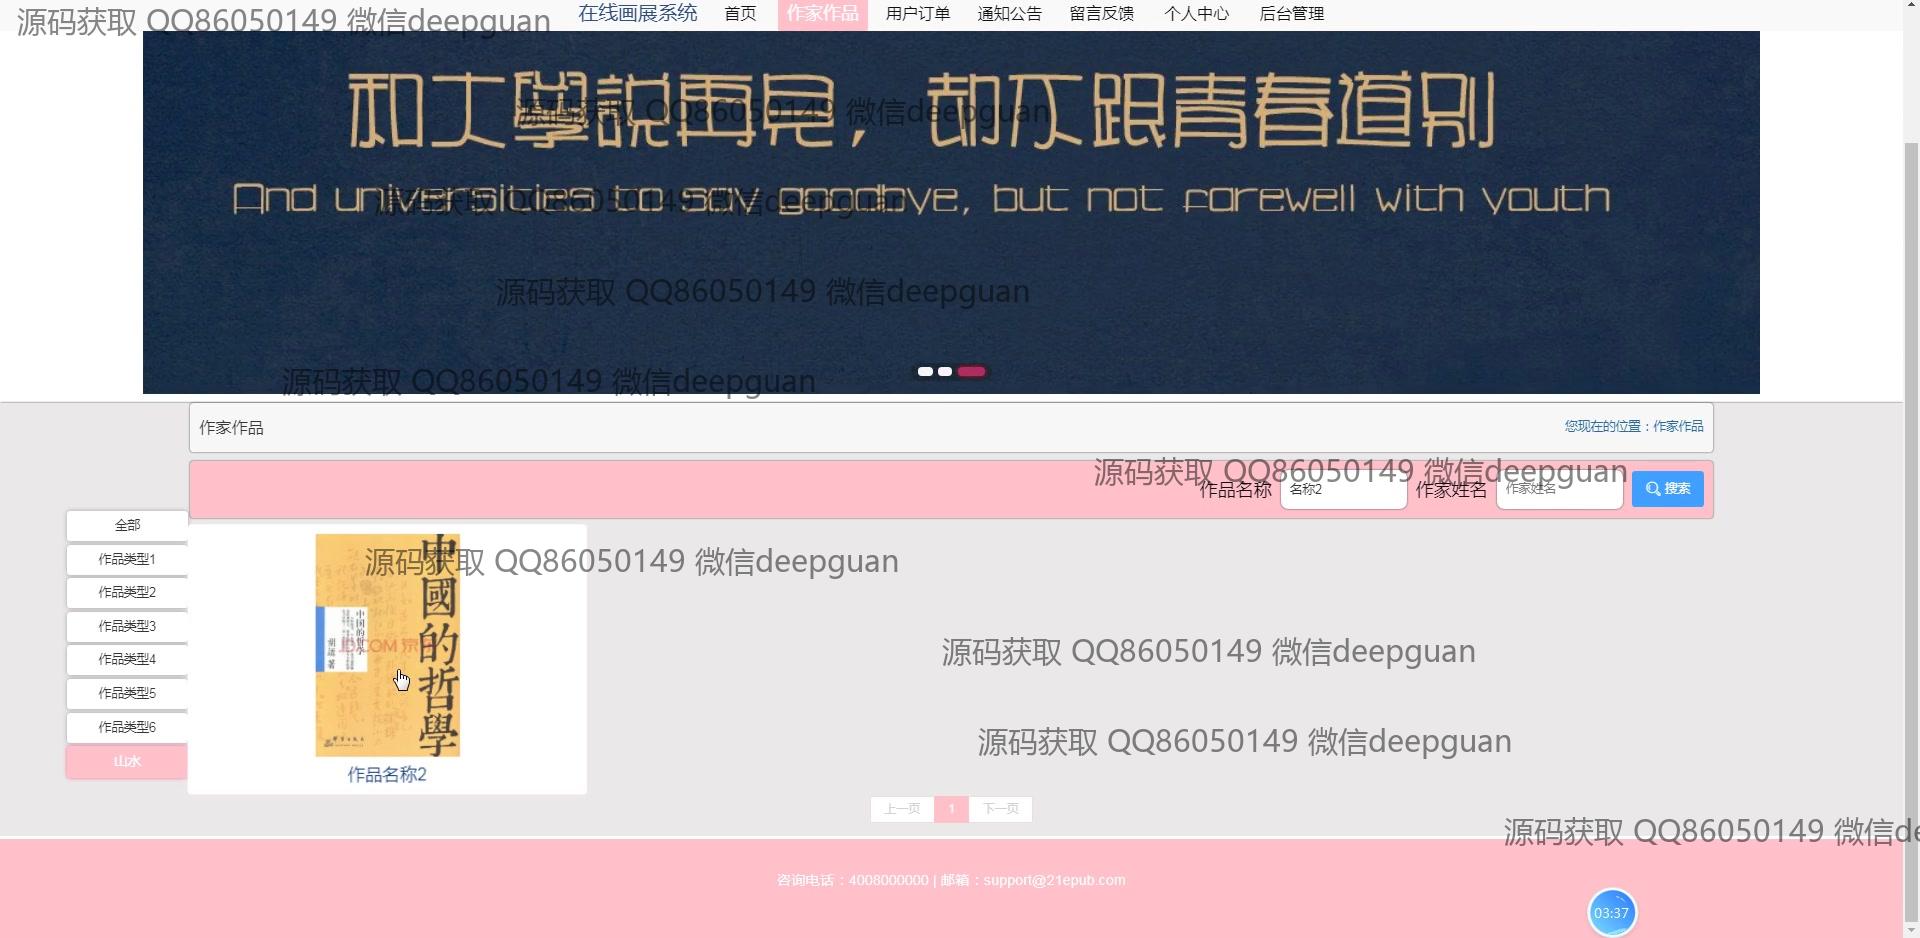 源码获取 QQ86050149 微信deepguan
在线画展系统 首页 作家作品 用户订单 通知公告 留言反馈 个人中心 后台管理
和大學説再見，却不跟青春道别
源码获取 QQ86050149 微信deepguan
And universities to say goodbye, but not farewell with youth
源码获取 QQ86050149 微信deepguan
源码获取 QQ86050149 微信deepguan
源码获取 QQ86050149 微信deepguan
作家作品 您现在的位置：作家作品
源码获取 QQ86050149 微信deepguan
作品名称 名称2 作家姓名 作家姓名 搜索
全部
作品类型1
作品类型2
作品类型3
作品类型4
作品类型5
作品类型6
山水
源码获取 QQ86050149 微信deepguan
中國的哲學
中国的哲学
胡适 著
JD.COM 京东
作品名称2
源码获取 QQ86050149 微信deepguan
源码获取 QQ86050149 微信deepguan
上一页 1 下一页
源码获取 QQ86050149 微信de
咨询电话：4008000000 | 邮箱：support@21epub.com
03:37